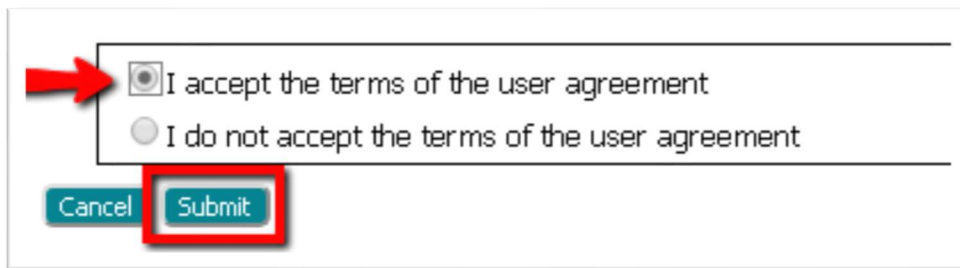 I accept the terms of the user agreement
I do not accept the terms of the user agreement
Cancel Submit